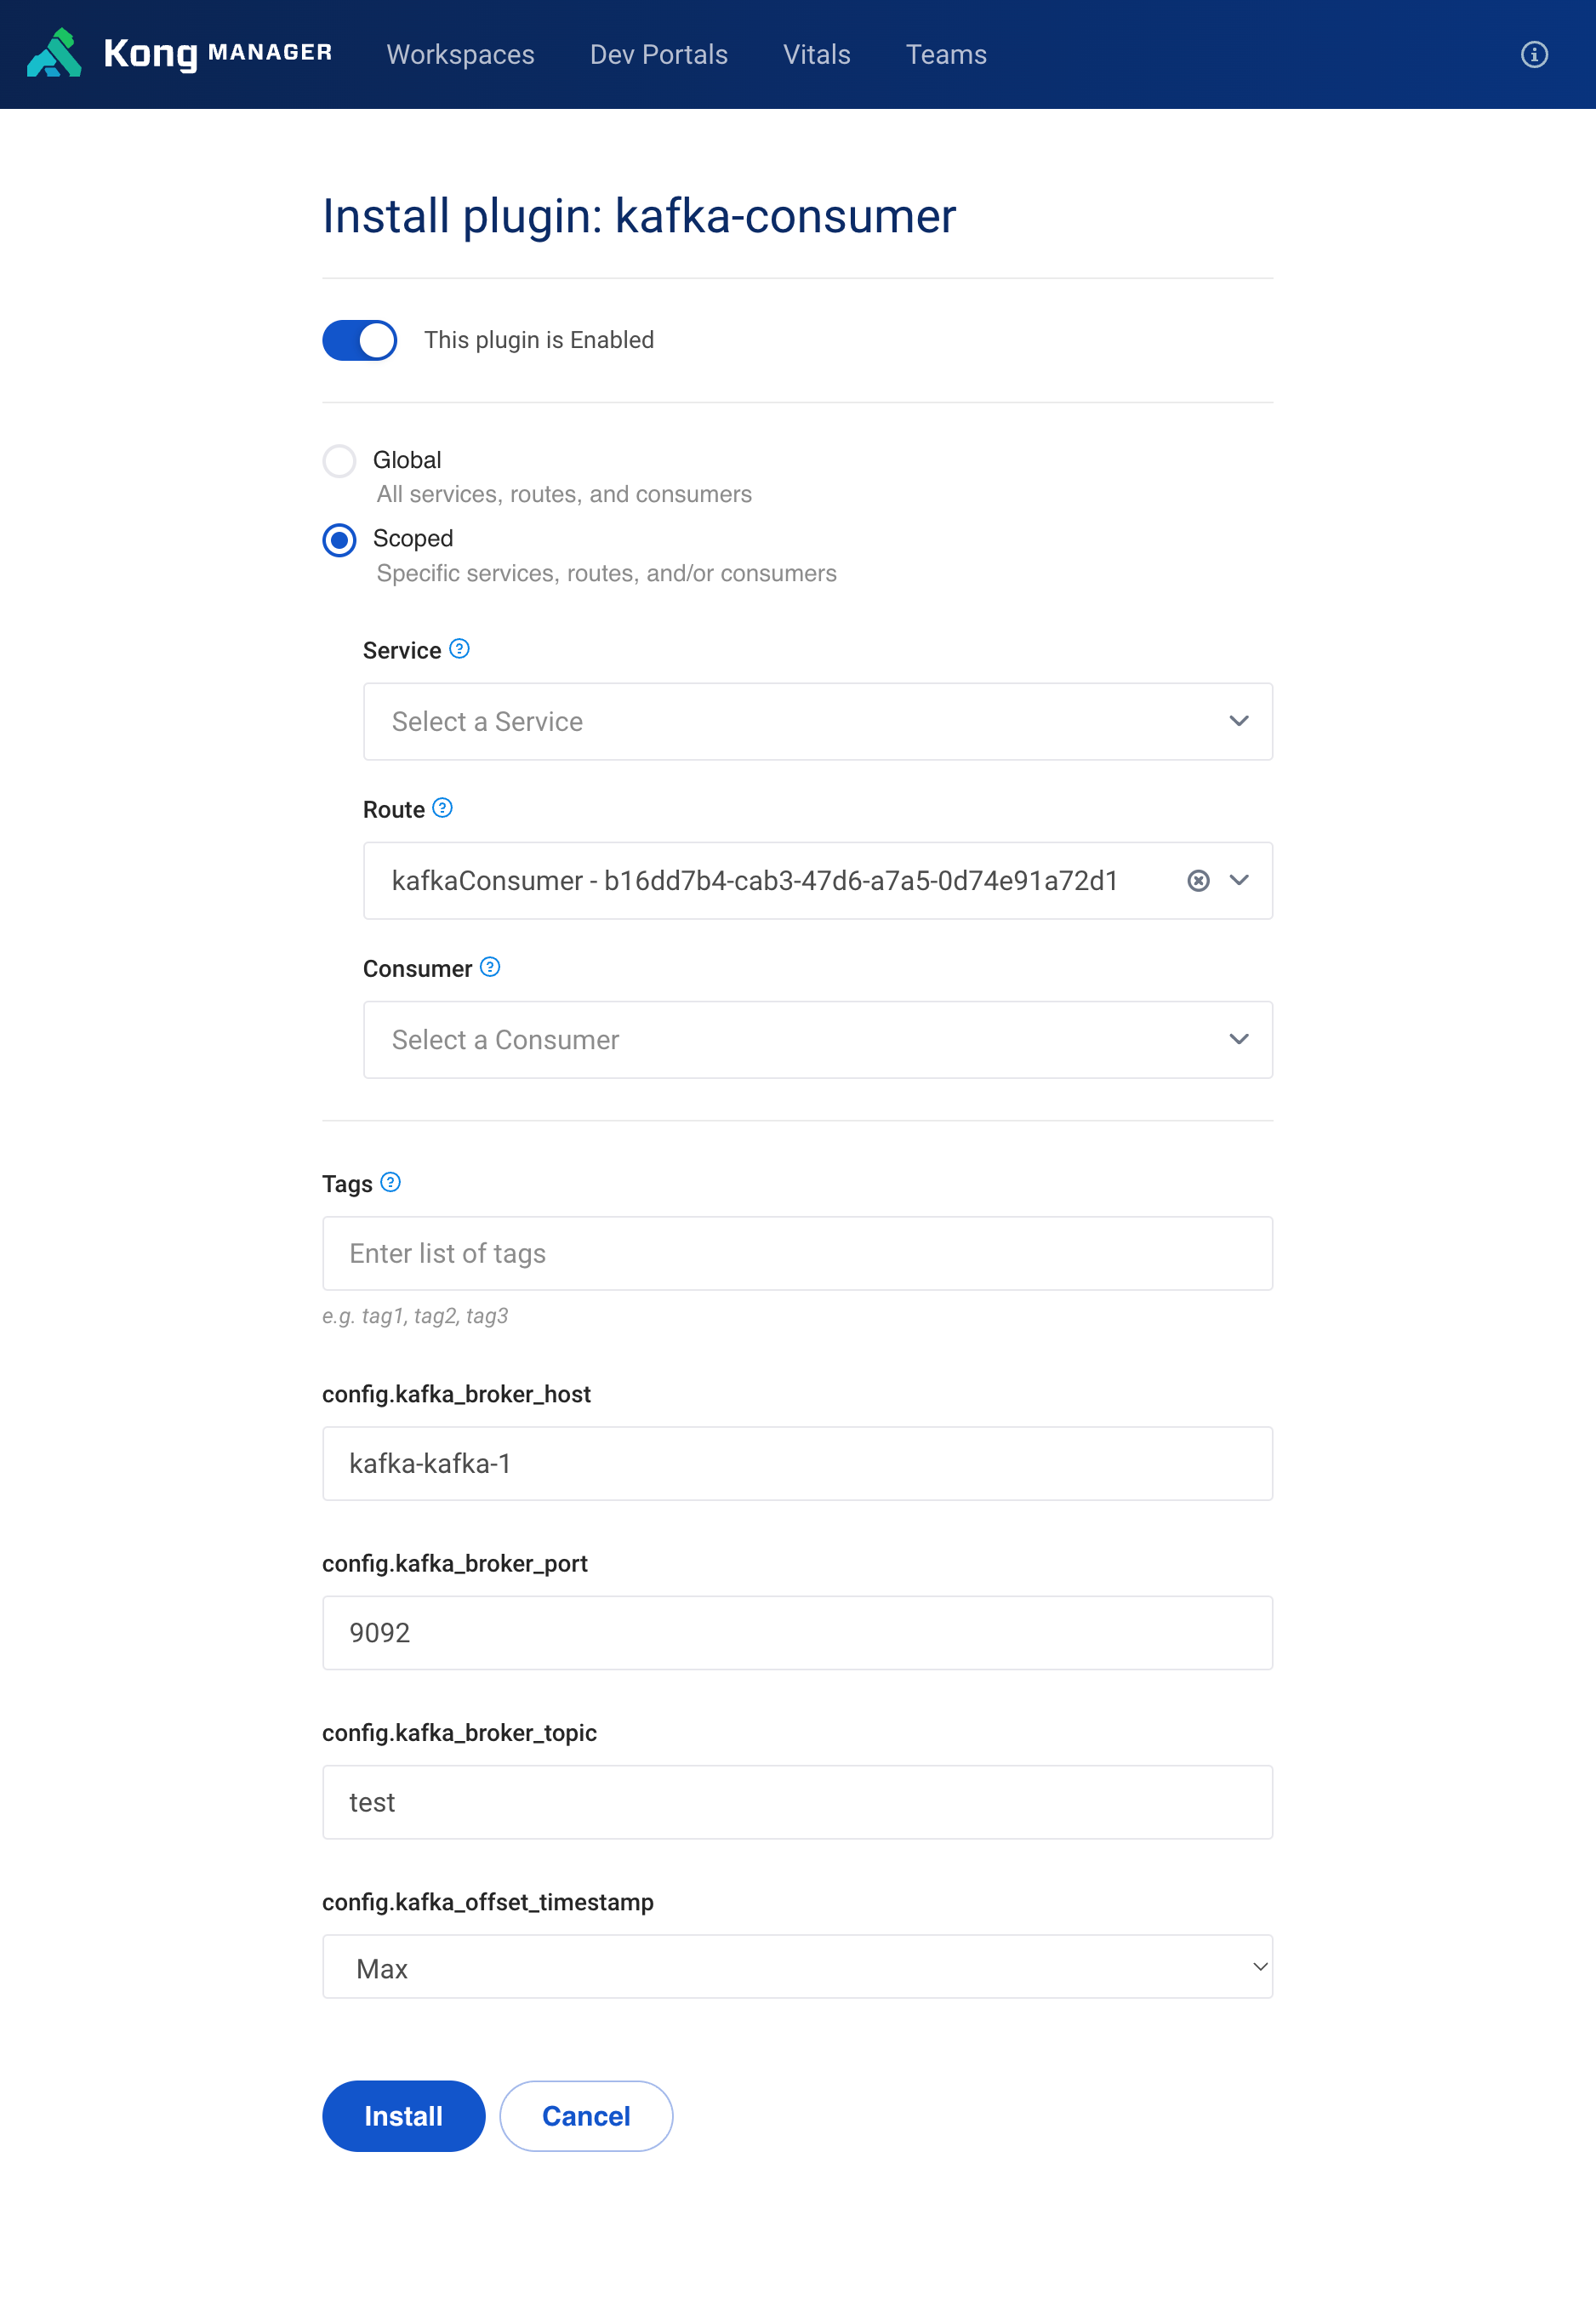 Kong MANAGER Workspaces Dev Portals Vitals Teams
Install plugin: kafka-consumer
This plugin is Enabled
Global
All services, routes, and consumers
Scoped
Specific services, routes, and/or consumers
Service
Select a Service
Route
kafkaConsumer - b16dd7b4-cab3-47d6-a7a5-0d74e91a72d1
Consumer
Select a Consumer
Tags
Enter list of tags
e.g. tag1, tag2, tag3
config.kafka_broker_host
kafka-kafka-1
config.kafka_broker_port
9092
config.kafka_broker_topic
test
config.kafka_offset_timestamp
Max
Install Cancel